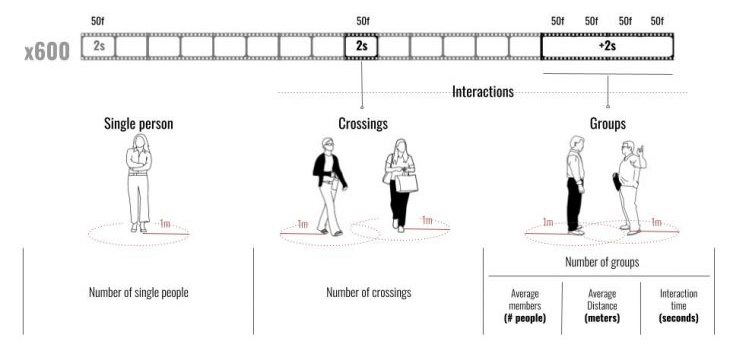 50f 50f 50f 50f 50f 50f
x600 2s 2s +2s
Interactions
Single person Crossings Groups
1m 1m 1m 1m 1m
Number of groups
Number of single people Number of crossings
Average members (# people)
Average Distance (meters)
Interaction time (seconds)